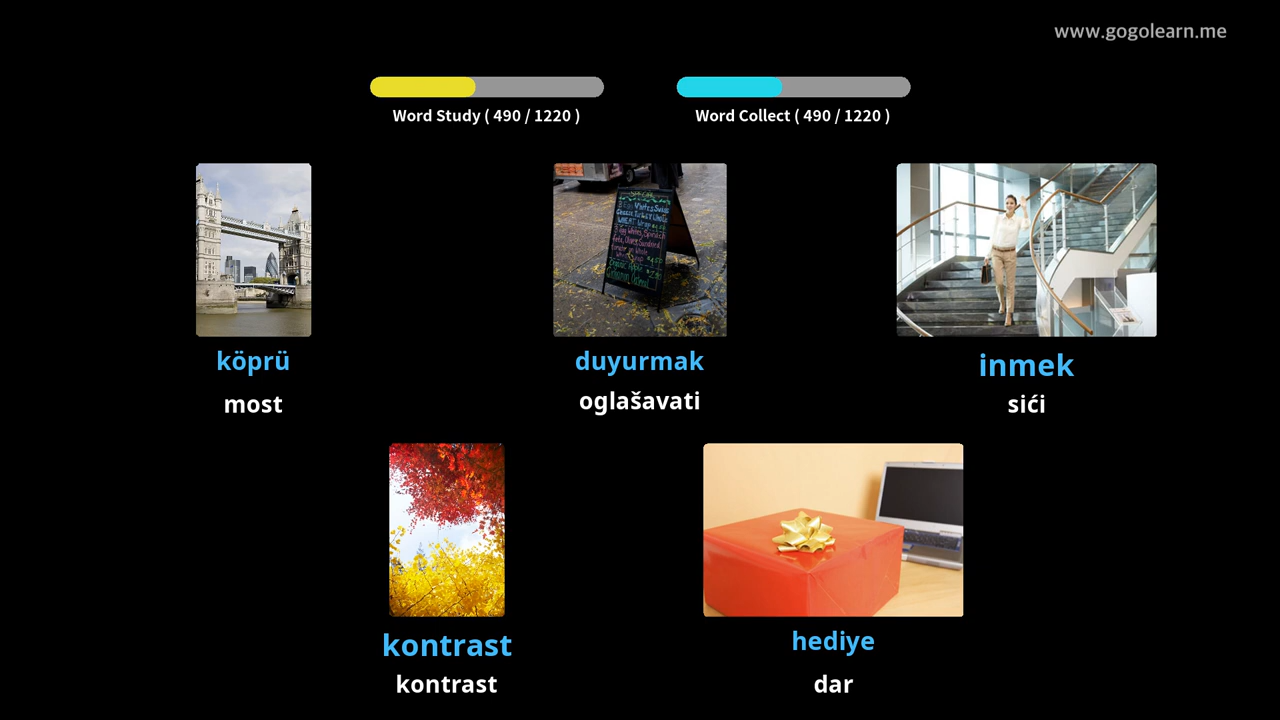 www.gogolearn.me
Word Study ( 490 / 1220 )
Word Collect ( 490 / 1220 )
köprü
most
duyurmak
oglašavati
inmek
sići
kontrast
kontrast
hediye
dar